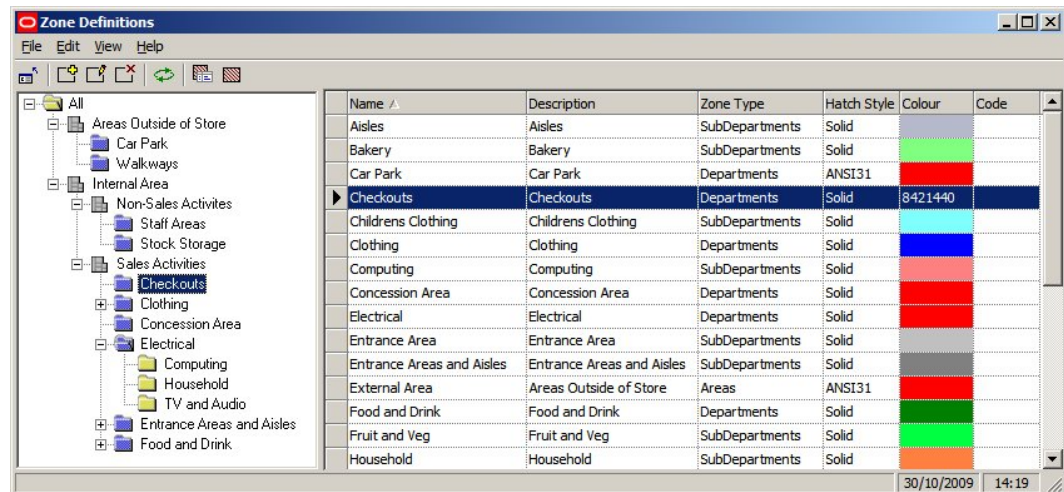 Zone Definitions
File Edit View Help
All
Areas Outside of Store
Car Park
Walkways
Internal Area
Non-Sales Activites
Staff Areas
Stock Storage
Sales Activities
Checkouts
Clothing
Concession Area
Electrical
Computing
Household
TV and Audio
Entrance Areas and Aisles
Food and Drink
Name Description Zone Type Hatch Style Colour Code
Aisles Aisles SubDepartments Solid
Bakery Bakery SubDepartments Solid
Car Park Car Park Departments ANSI31
Checkouts Checkouts Departments Solid 8421440
Childrens Clothing Childrens Clothing SubDepartments Solid
Clothing Clothing Departments Solid
Computing Computing SubDepartments Solid
Concession Area Concession Area Departments Solid
Electrical Electrical Departments Solid
Entrance Area Entrance Area SubDepartments Solid
Entrance Areas and Aisles Entrance Areas and Aisles SubDepartments Solid
External Area Areas Outside of Store Areas ANSI31
Food and Drink Food and Drink Departments Solid
Fruit and Veg Fruit and Veg SubDepartments Solid
Household Household SubDepartments Solid
30/10/2009 14:19